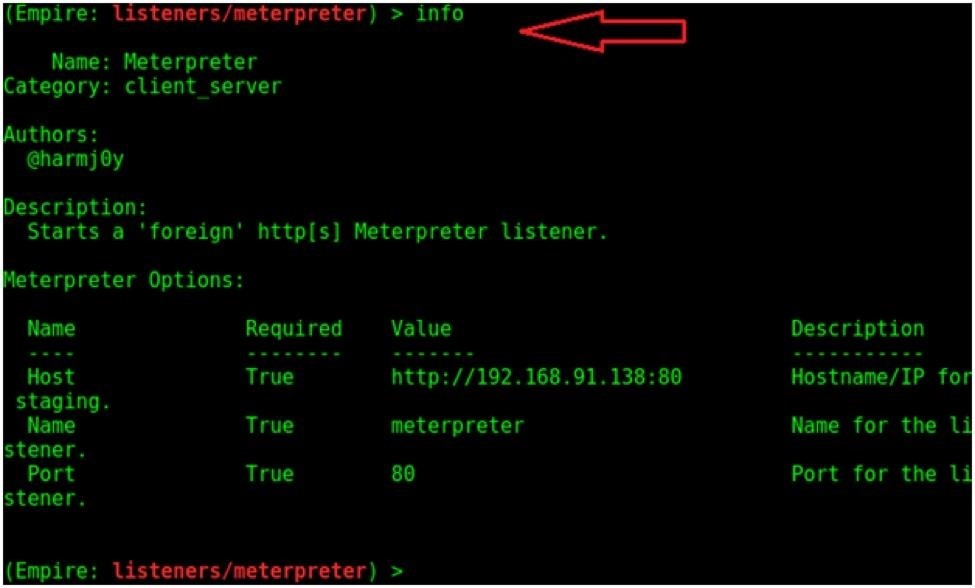 (Empire: listeners/meterpreter) > info
Name: Meterpreter
Category: client_server
Authors:
@harmj0y
Description:
Starts a 'foreign' http[s] Meterpreter listener.
Meterpreter Options:
Name Required Value Description
---- -------- ------- -----------
Host True http://192.168.91.138:80 Hostname/IP for
staging.
Name True meterpreter Name for the li
stener.
Port True 80 Port for the li
stener.
(Empire: listeners/meterpreter) >